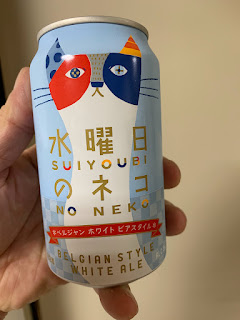 水曜日
SUIYOUBI
のネコ
NO NEKO
ベルジャン ホワイト ビアスタイル
BELGIAN STYLE
WHITE ALE